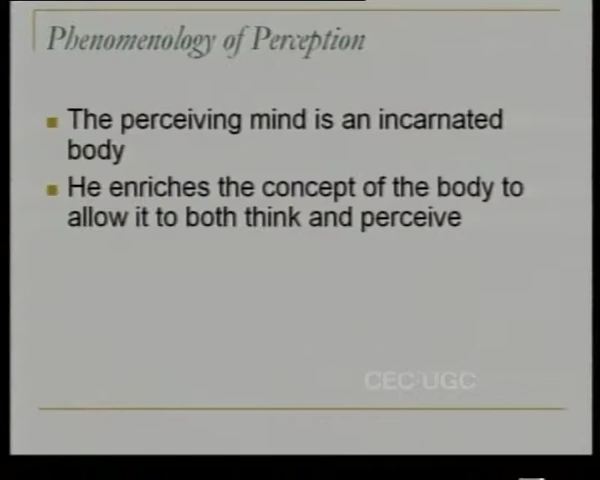 Phenomenology of Perception
The perceiving mind is an incarnated
body
He enriches the concept of the body to
allow it to both think and perceive
CEC-UGC